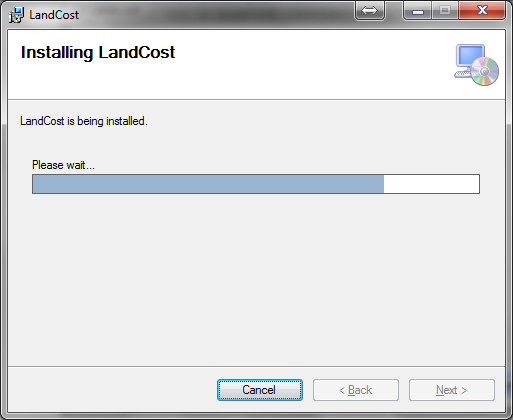 LandCost
Installing LandCost
LandCost is being installed.
Please wait...
Cancel
< Back
Next >